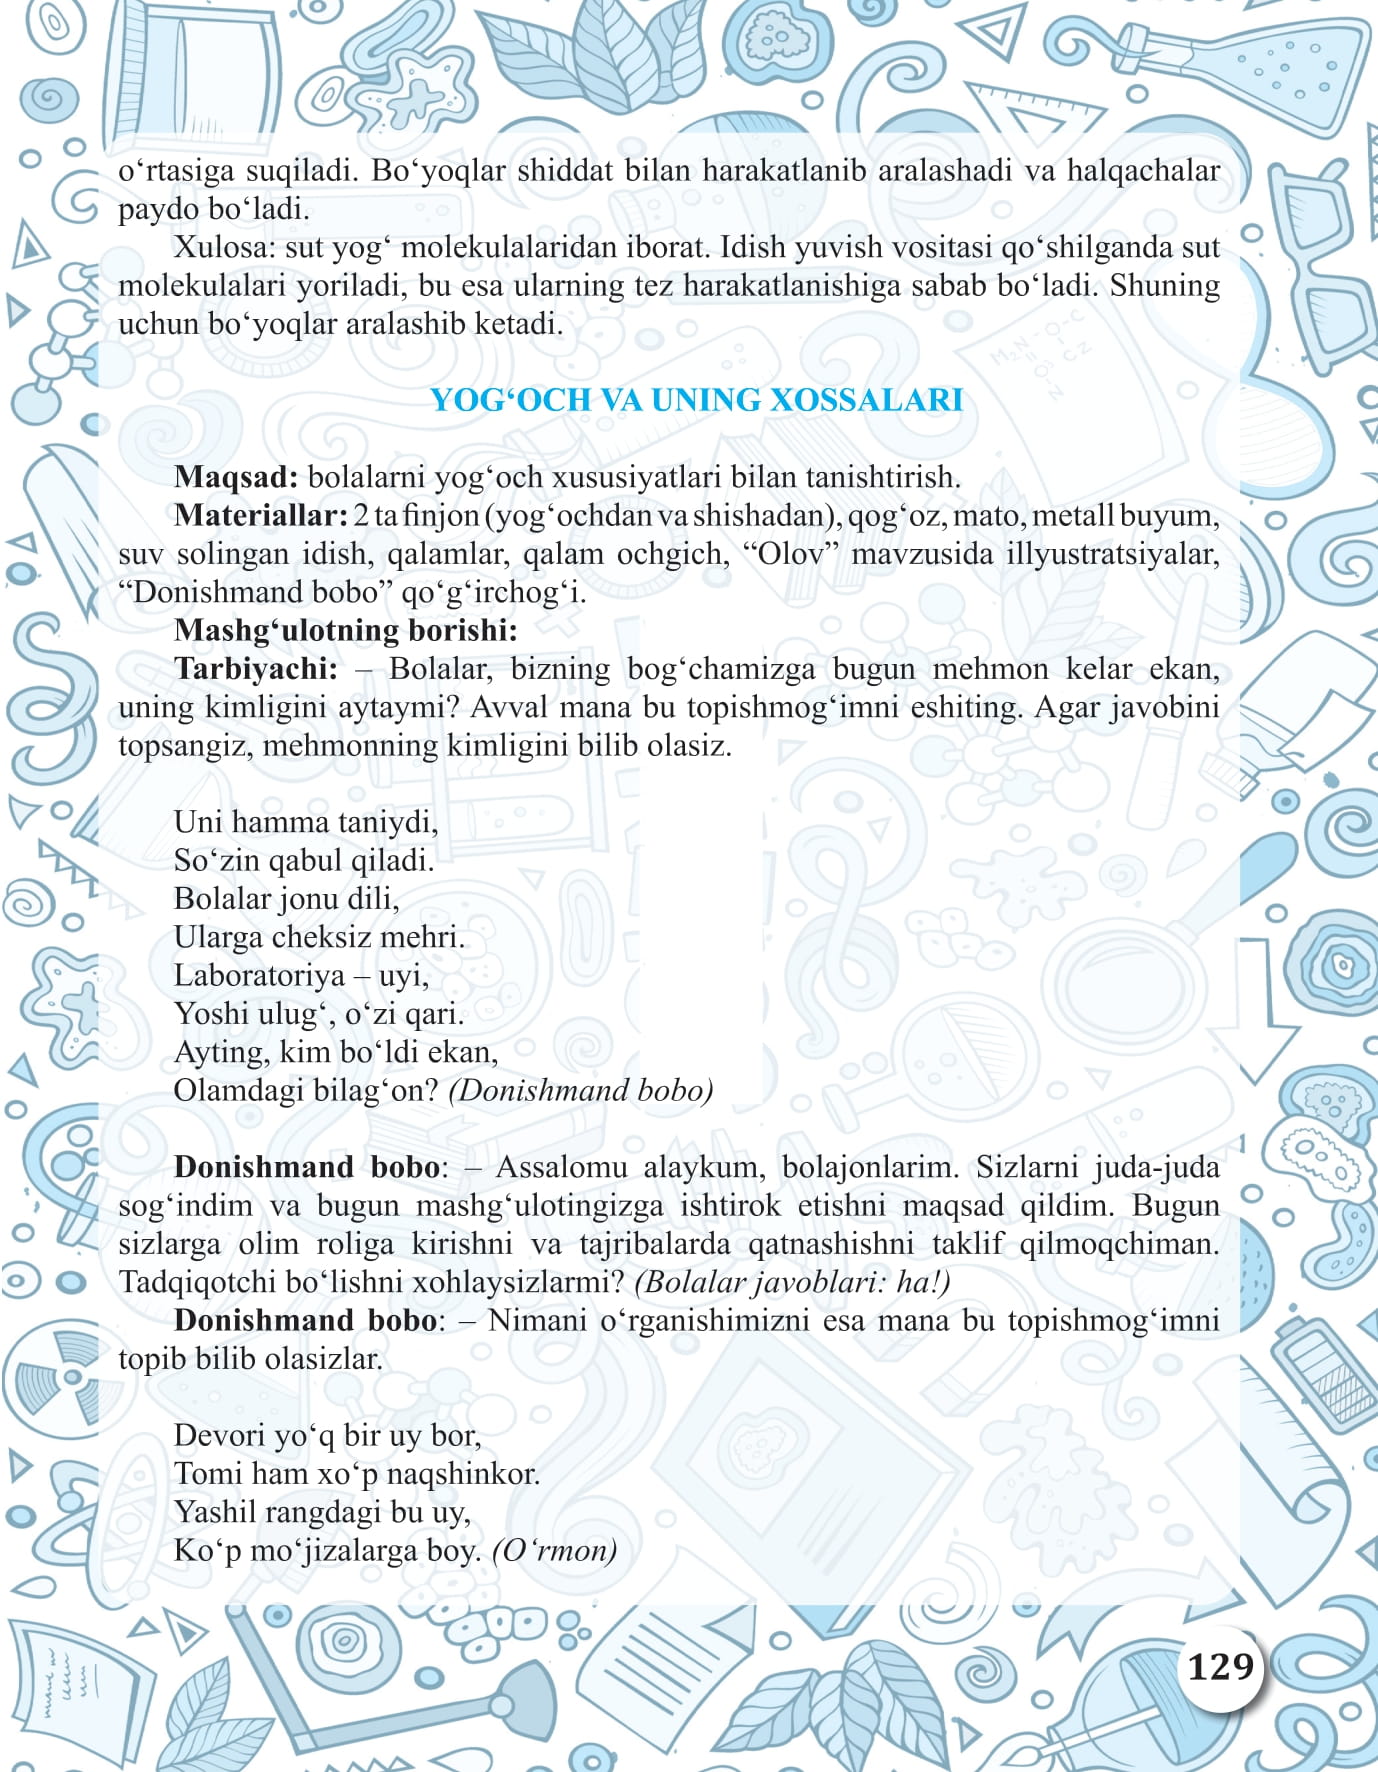 o‘rtasiga suqiladi. Bo‘yoqlar shiddat bilan harakatlanib aralashadi va halqachalar
paydo bo‘ladi.
Xulosa: sut yog‘ molekulalaridan iborat. Idish yuvish vositasi qo‘shilganda sut
molekulalari yoriladi, bu esa ularning tez harakatlanishiga sabab bo‘ladi. Shuning
uchun bo‘yoqlar aralashib ketadi.
YOG‘OCH VA UNING XOSSALARI
Maqsad: bolalarni yog‘och xususiyatlari bilan tanishtirish.
Materiallar: 2 ta finjon (yog‘ochdan va shishadan), qog‘oz, mato, metall buyum,
suv solingan idish, qalamlar, qalam ochgich, “Olov” mavzusida illyustratsiyalar,
“Donishmand bobo” qo‘g‘irchog‘i.
Mashg‘ulotning borishi:
Tarbiyachi: – Bolalar, bizning bog‘chamizga bugun mehmon kelar ekan,
uning kimligini aytaymi? Avval mana bu topishmog‘imni eshiting. Agar javobini
topsangiz, mehmonning kimligini bilib olasiz.
Uni hamma taniydi,
So‘zin qabul qiladi.
Bolalar jonu dili,
Ularga cheksiz mehri.
Laboratoriya – uyi,
Yoshi ulug‘, o‘zi qari.
Ayting, kim bo‘ldi ekan,
Olamdagi bilag‘on? (Donishmand bobo)
Donishmand bobo: – Assalomu alaykum, bolajonlarim. Sizlarni juda-juda
sog‘indim va bugun mashg‘ulotingizga ishtirok etishni maqsad qildim. Bugun
sizlarga olim roliga kirishni va tajribalarda qatnashishni taklif qilmoqchiman.
Tadqiqotchi bo‘lishni xohlaysizlarmi? (Bolalar javoblari: ha!)
Donishmand bobo: – Nimani o‘rganishimizni esa mana bu topishmog‘imni
topib bilib olasizlar.
Devori yo‘q bir uy bor,
Tomi ham xo‘p naqshinkor.
Yashil rangdagi bu uy,
Ko‘p mo‘jizalarga boy. (O‘rmon)
129